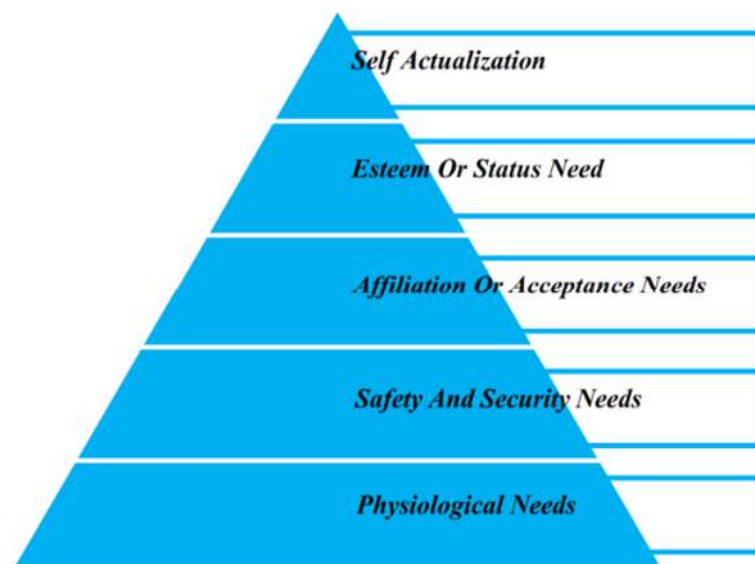 Self Actualization
Esteem Or Status Need
Affiliation Or Acceptance Needs
Safety And Security Needs
Physiological Needs